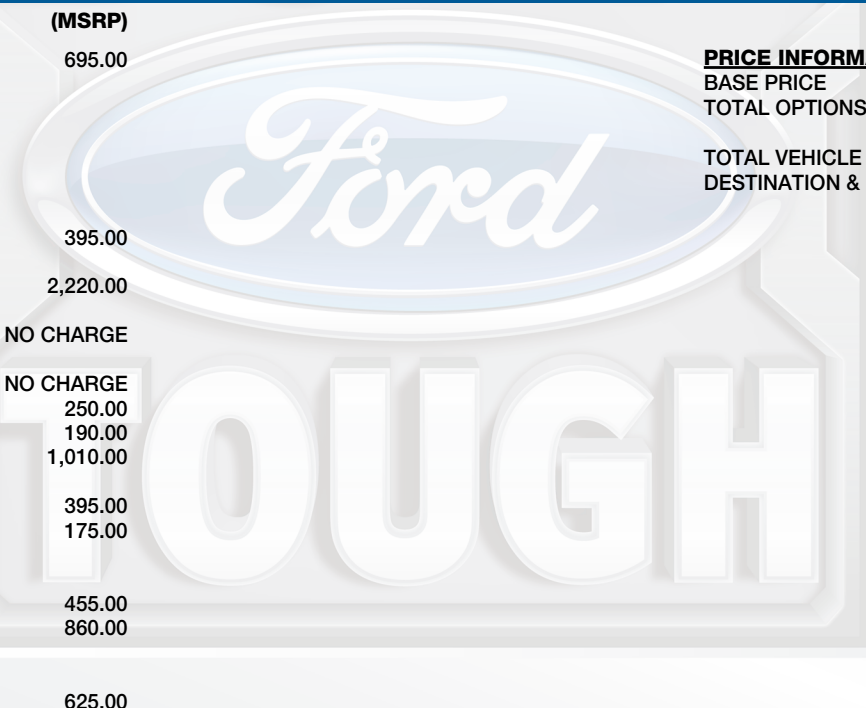 (MSRP)
695.00
395.00
2,220.00
NO CHARGE
NO CHARGE
250.00
190.00
1,010.00
395.00
175.00
455.00
860.00
625.00
PRICE INFORM
BASE PRICE
TOTAL OPTIONS
TOTAL VEHICLE
DESTINATION &
Ford
TOUGH